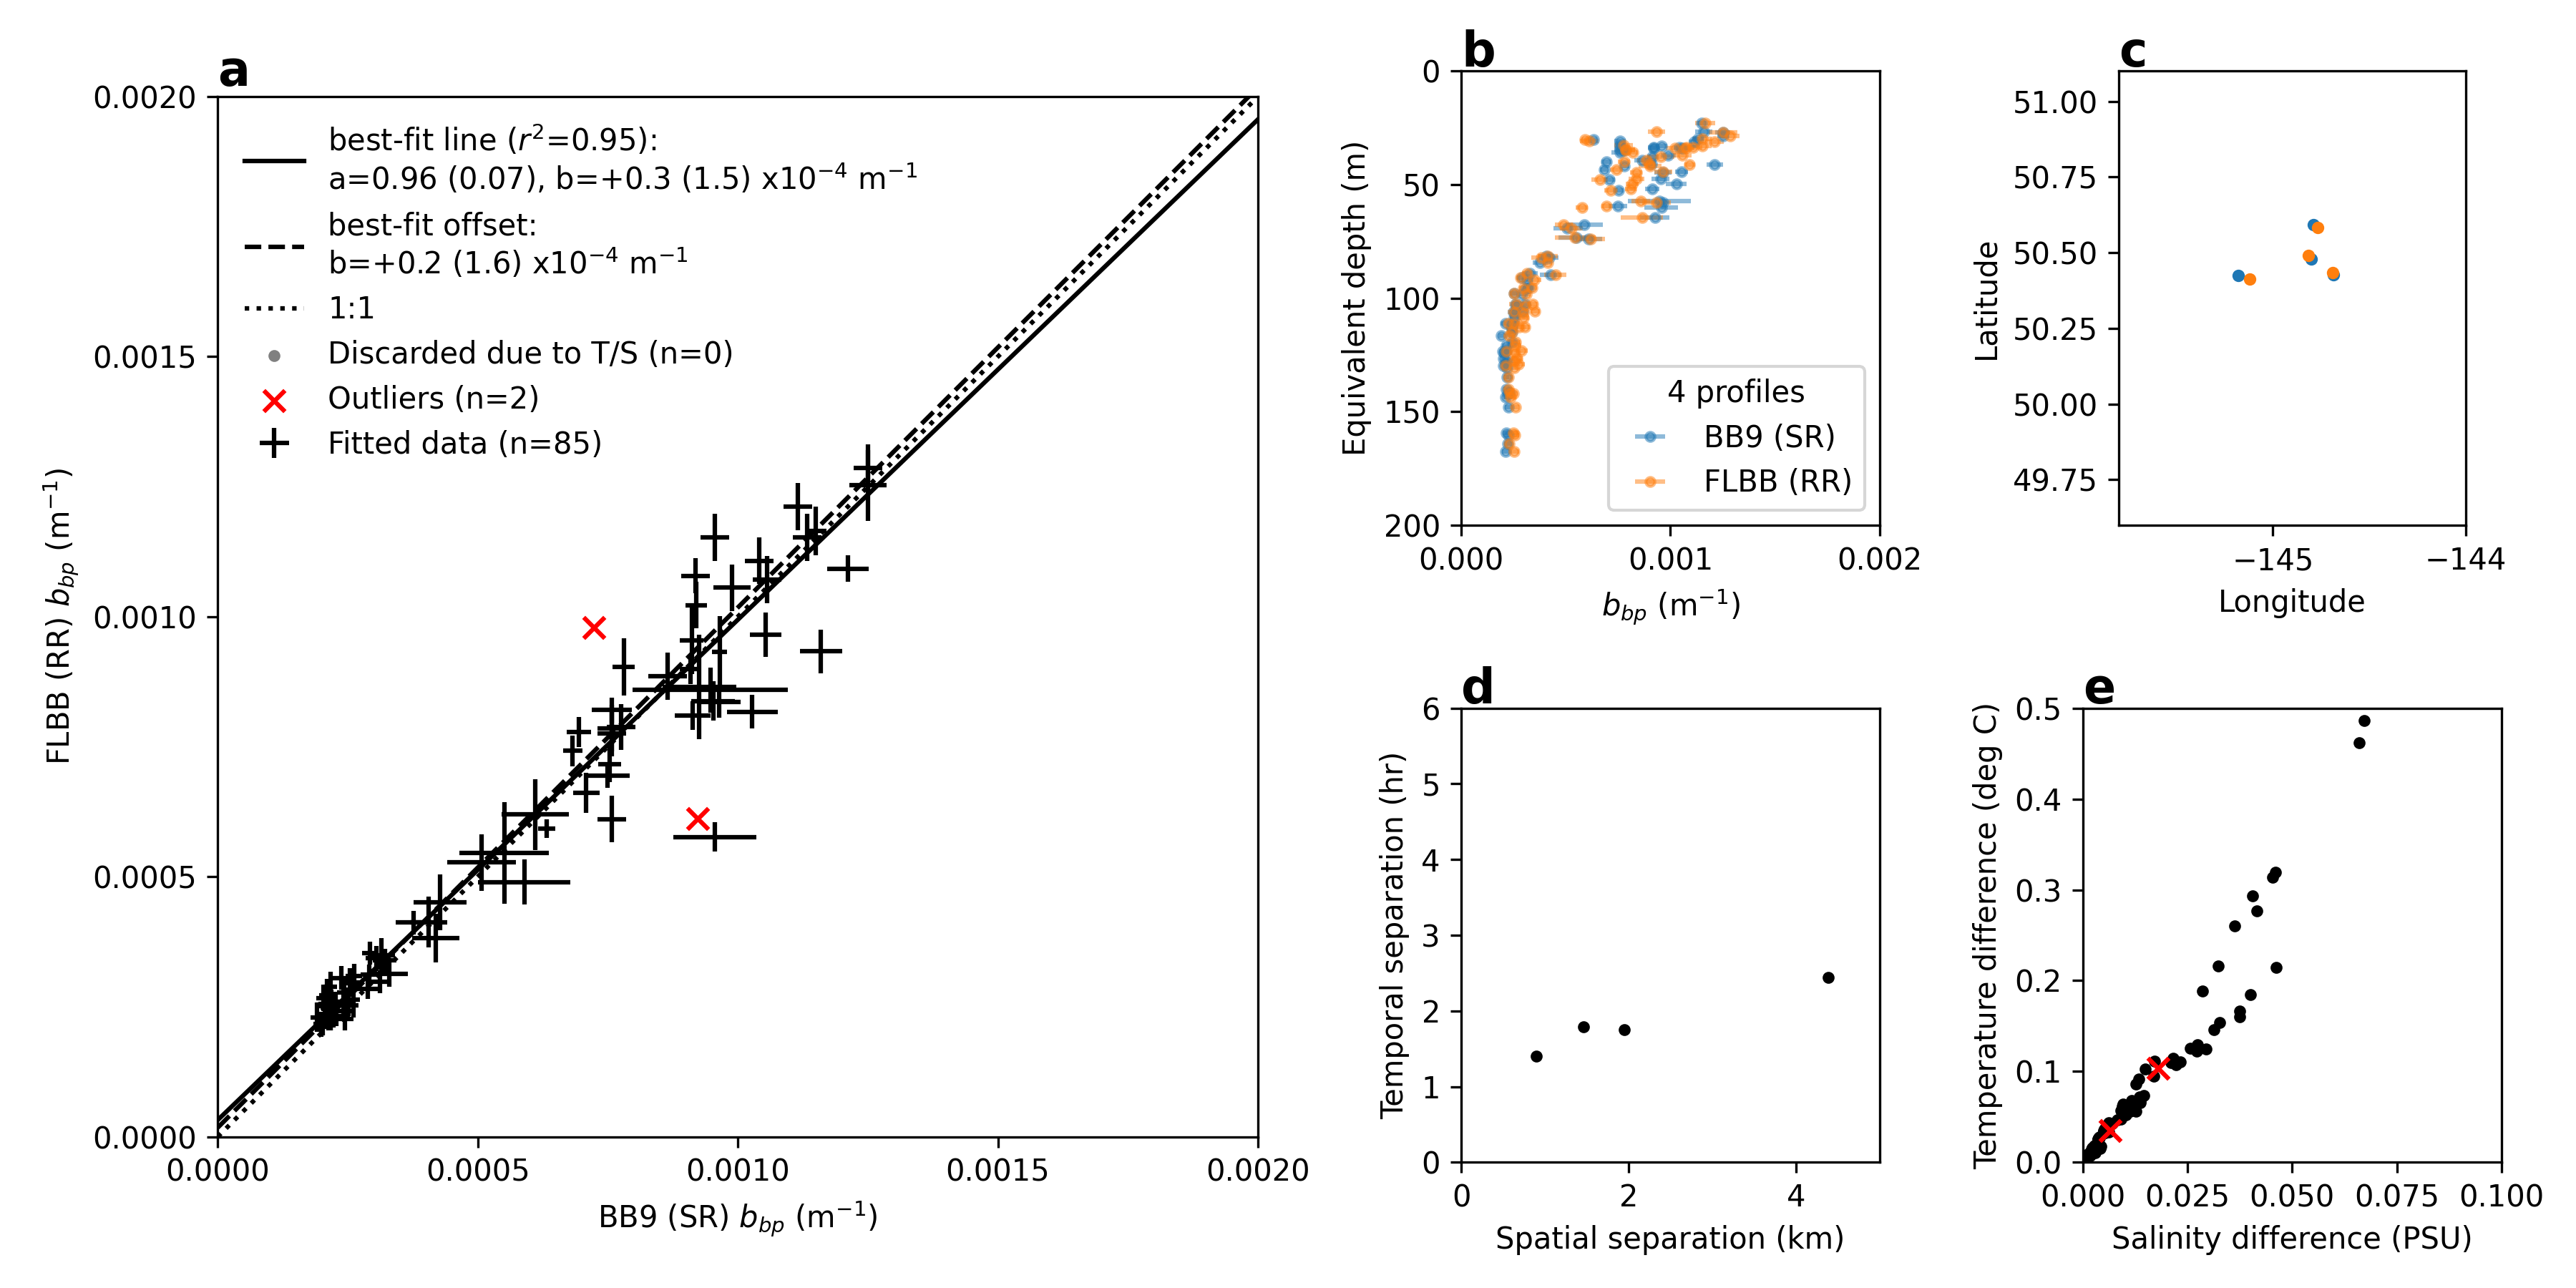 a
0.0020
0.0015
0.0010
0.0005
0.0000
FLBB (RR) b_bp (m⁻¹)
best-fit line (r²=0.95):
a=0.96 (0.07), b=+0.3 (1.5) x10⁻⁴ m⁻¹
best-fit offset:
b=+0.2 (1.6) x10⁻⁴ m⁻¹
1:1
Discarded due to T/S (n=0)
Outliers (n=2)
Fitted data (n=85)
0.0000 0.0005 0.0010 0.0015 0.0020
BB9 (SR) b_bp (m⁻¹)
b
0
50
100
150
200
Equivalent depth (m)
4 profiles
BB9 (SR)
FLBB (RR)
0.000 0.001 0.002
b_bp (m⁻¹)
c
51.00
50.75
50.50
50.25
50.00
49.75
Latitude
−145 −144
Longitude
d
6
5
4
3
2
1
0
Temporal separation (hr)
0 2 4
Spatial separation (km)
e
0.5
0.4
0.3
0.2
0.1
0.0
Temperature difference (deg C)
0.000 0.025 0.050 0.075 0.100
Salinity difference (PSU)